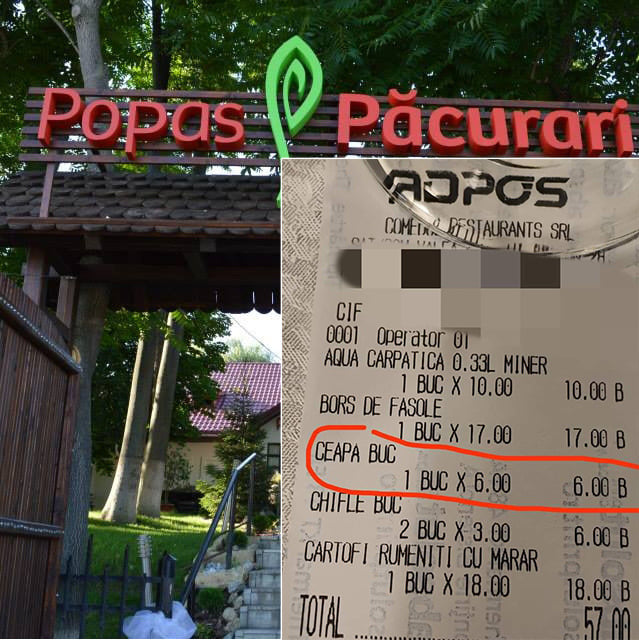 Popas Păcurari
ADPOS
RESTAURANTS SRL
CIF
0001 Operator 01
AQUA CARPATICA 0.33L MINER
1 BUC X 10.00 10.00 B
BORS DE FASOLE
1 BUC X 17.00 17.00 B
CEAPA BUC
1 BUC X 6.00 6.00 B
CHIFLE BUC
2 BUC X 3.00 6.00 B
CARTOFI RUMENITI CU MARAR
1 BUC X 18.00 18.00 B
TOTAL 57.00